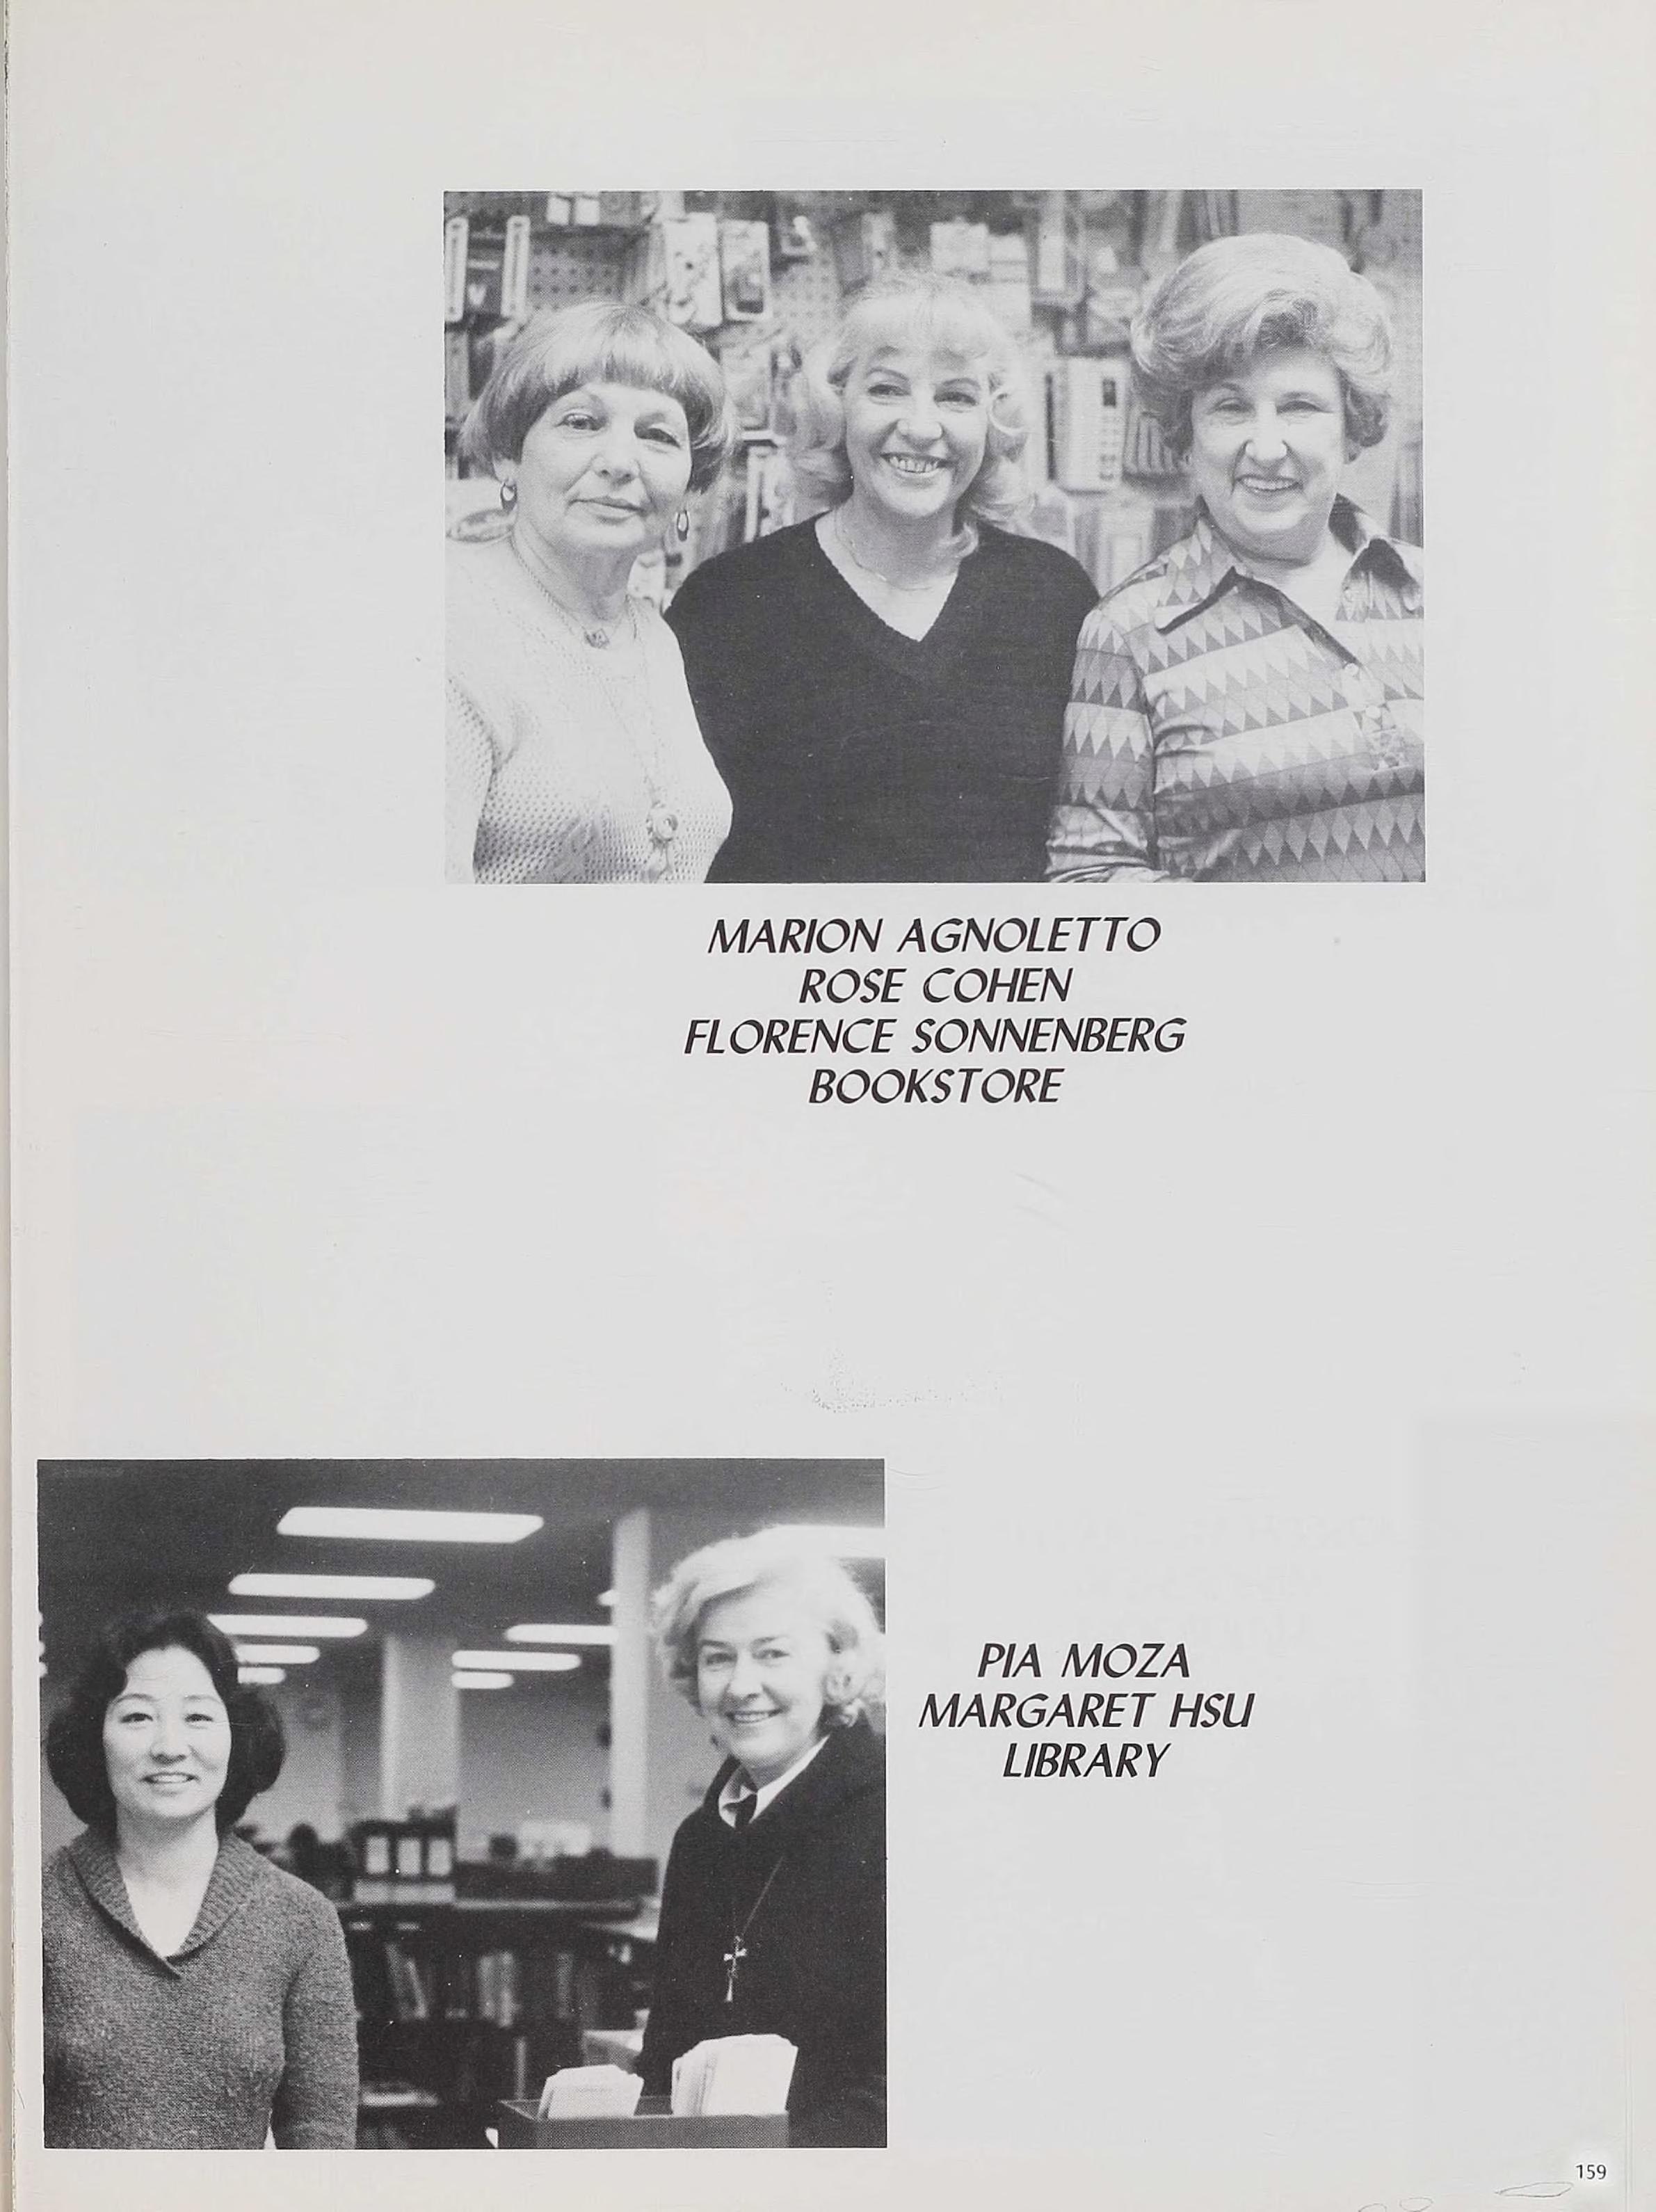 MARION AGNOLETTO
ROSE COHEN
FLORENCE SONNENBERG
BOOKSTORE
PIA MOZA
MARGARET HSU
LIBRARY
159